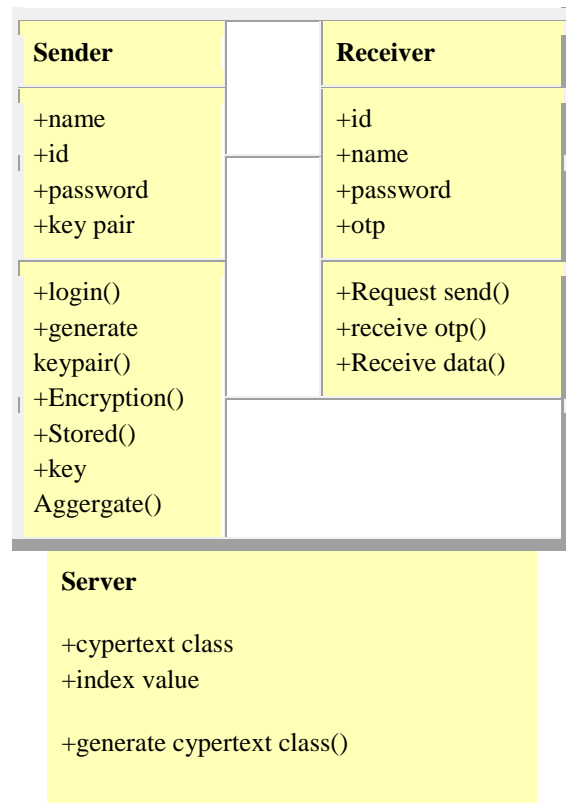 Sender
+name
+id
+password
+key pair
+login()
+generate
keypair()
+Encryption()
+Stored()
+key
Aggergate()
Receiver
+id
+name
+password
+otp
+Request send()
+receive otp()
+Receive data()
Server
+cypertext class
+index value
+generate cypertext class()